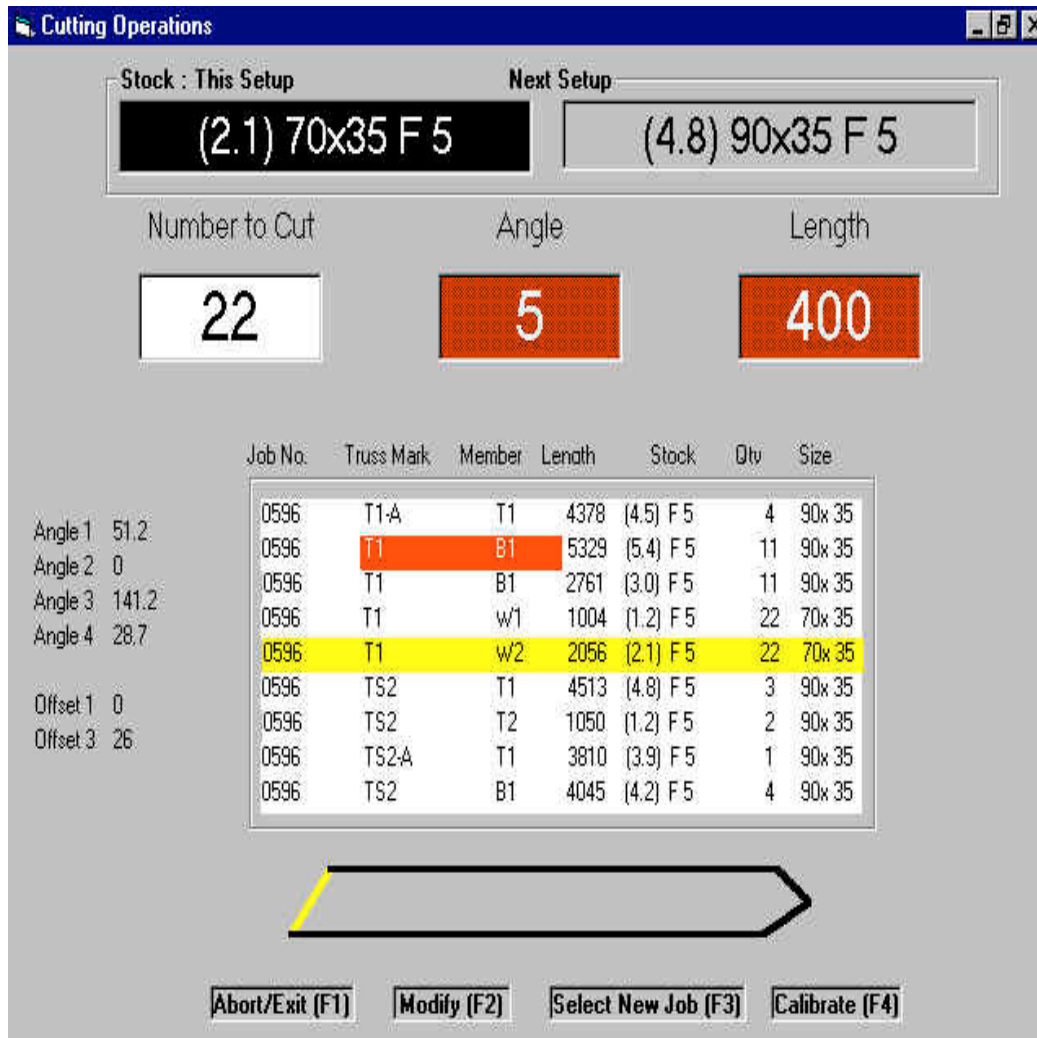 Cutting Operations
Stock : This Setup Next Setup
(2.1) 70x35 F 5 (4.8) 90x35 F 5
Number to Cut Angle Length
22 5 400
Job No. Truss Mark Member Length Stock Qty Size
0596 T1-A T1 4378 (4.5) F 5 4 90x 35
0596 T1 B1 5329 (5.4) F 5 11 90x 35
0596 T1 B1 2761 (3.0) F 5 11 90x 35
0596 T1 W1 1004 (1.2) F 5 22 70x 35
0596 T1 W2 2056 (2.1) F 5 22 70x 35
0596 TS2 T1 4513 (4.8) F 5 3 90x 35
0596 TS2 T2 1050 (1.2) F 5 2 90x 35
0596 TS2-A T1 3810 (3.9) F 5 1 90x 35
0596 TS2 B1 4045 (4.2) F 5 4 90x 35
Angle 1 51.2
Angle 2 0
Angle 3 141.2
Angle 4 28.7
Offset 1 0
Offset 3 26
Abort/Exit (F1) Modify (F2) Select New Job (F3) Calibrate (F4)